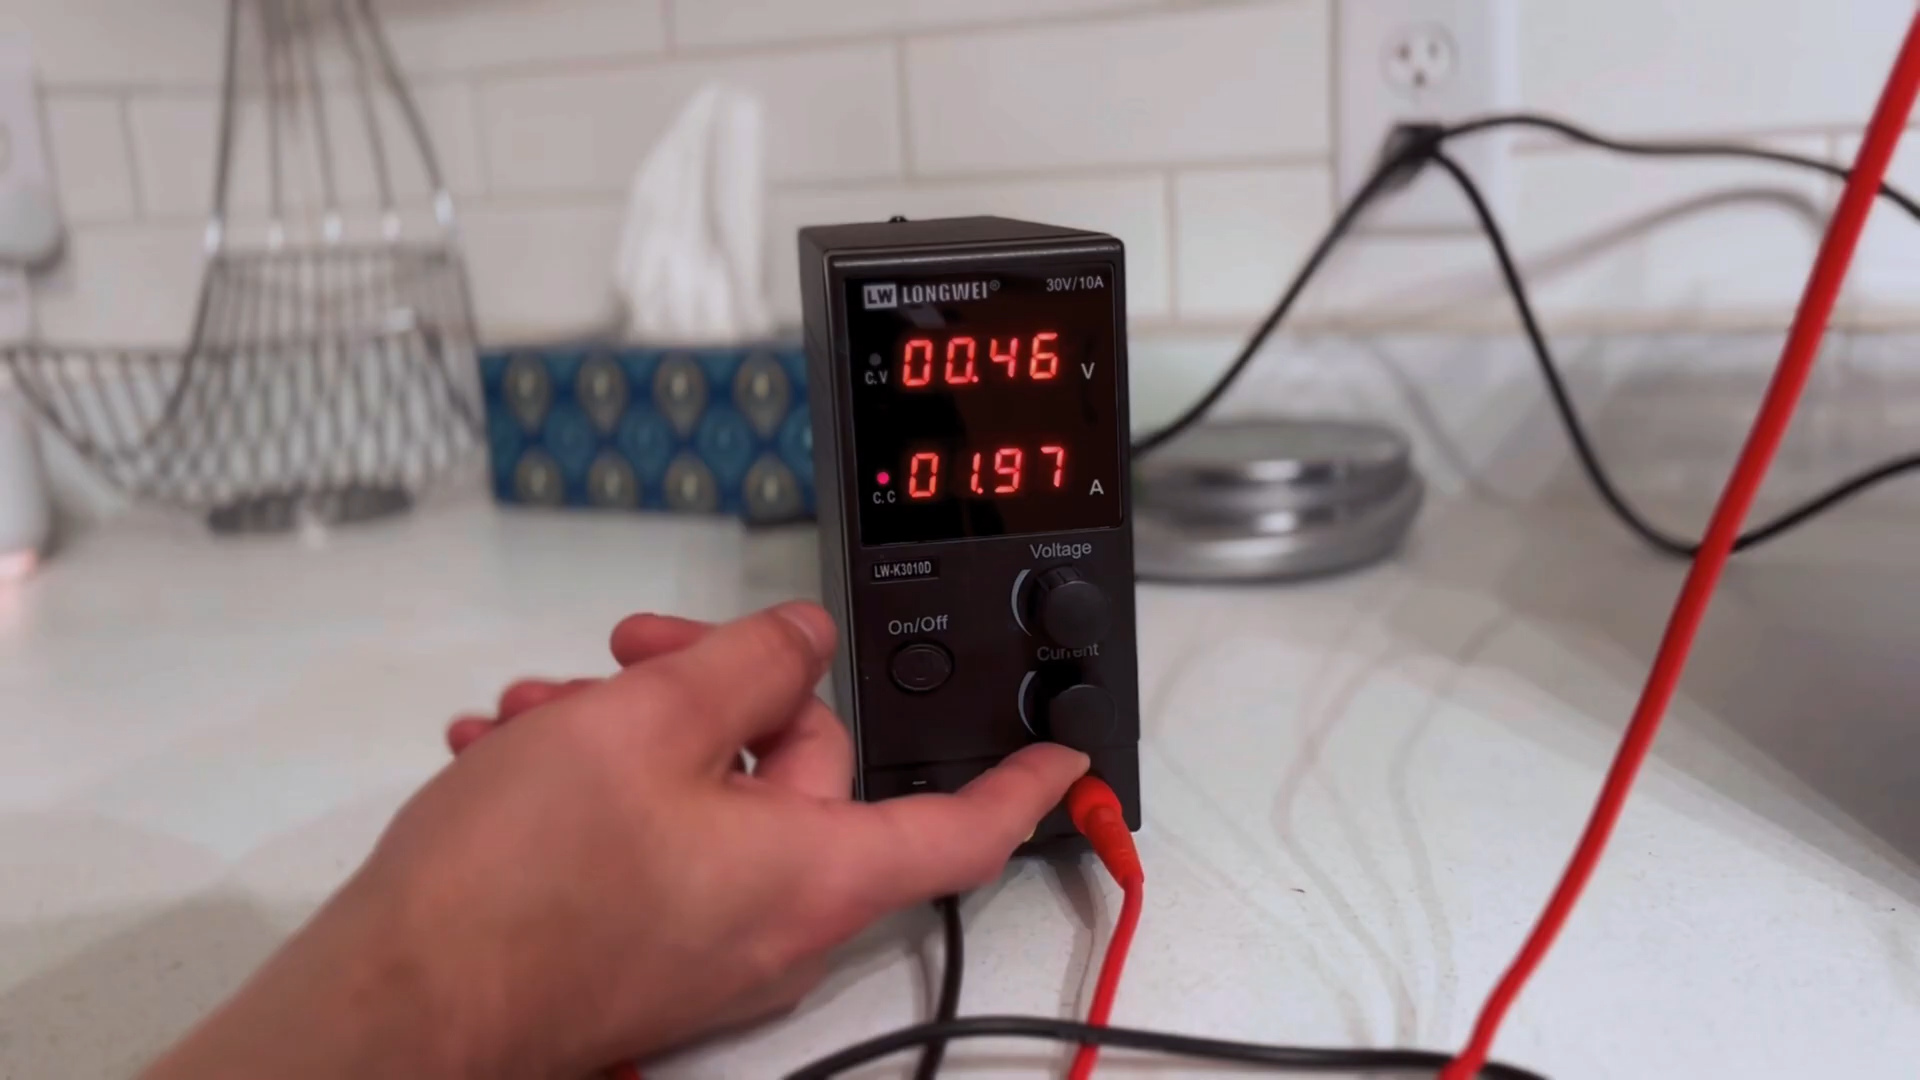 LW LONGWEI® 30V/10A
C.V 00.46 V
C.C 01.97 A
Voltage
LW-K3010D
On/Off
Current
-